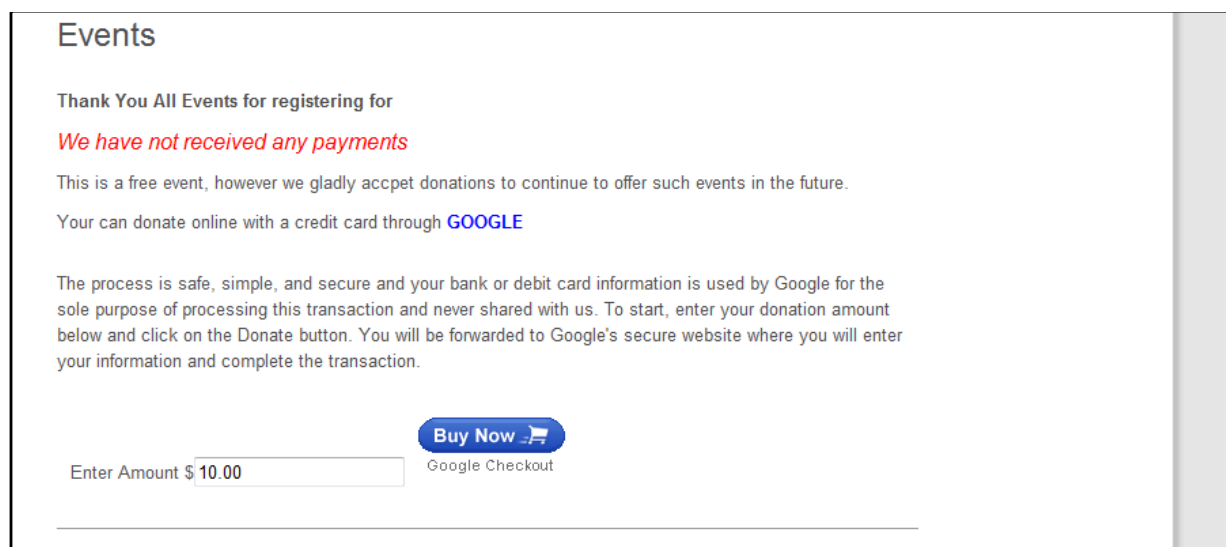 Events
Thank You All Events for registering for
We have not received any payments
This is a free event, however we gladly accpet donations to continue to offer such events in the future.
Your can donate online with a credit card through GOOGLE
The process is safe, simple, and secure and your bank or debit card information is used by Google for the
sole purpose of processing this transaction and never shared with us. To start, enter your donation amount
below and click on the Donate button. You will be forwarded to Google's secure website where you will enter
your information and complete the transaction.
Buy Now
Enter Amount $ 10.00
Google Checkout